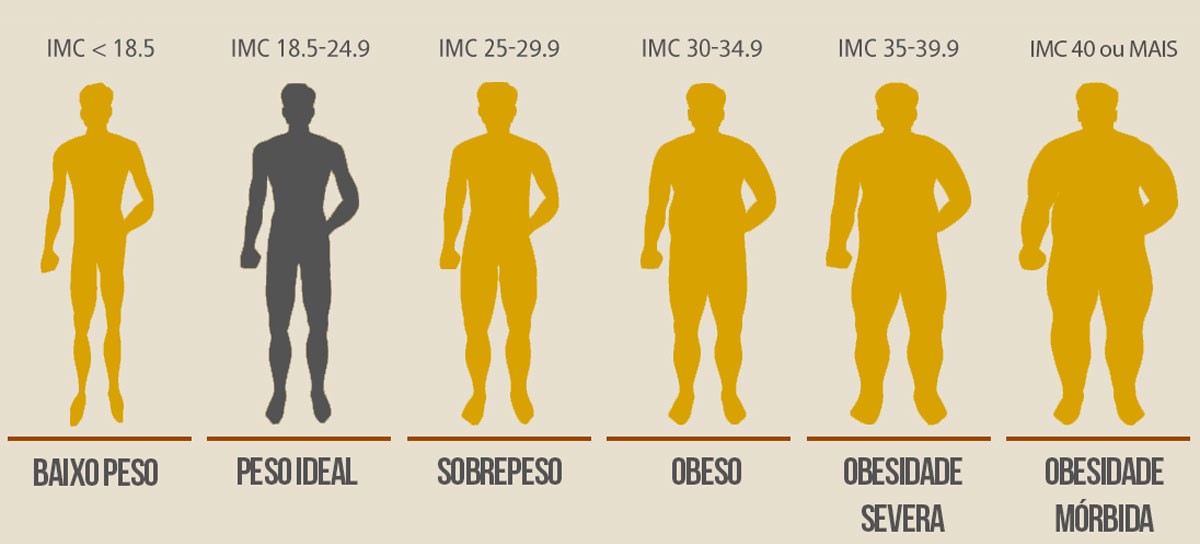 IMC < 18.5
IMC 18.5-24.9
IMC 25-29.9
IMC 30-34.9
IMC 35-39.9
IMC 40 ou MAIS
BAIXO PESO
PESO IDEAL
SOBREPESO
OBESO
OBESIDADE
SEVERA
OBESIDADE
MÓRBIDA